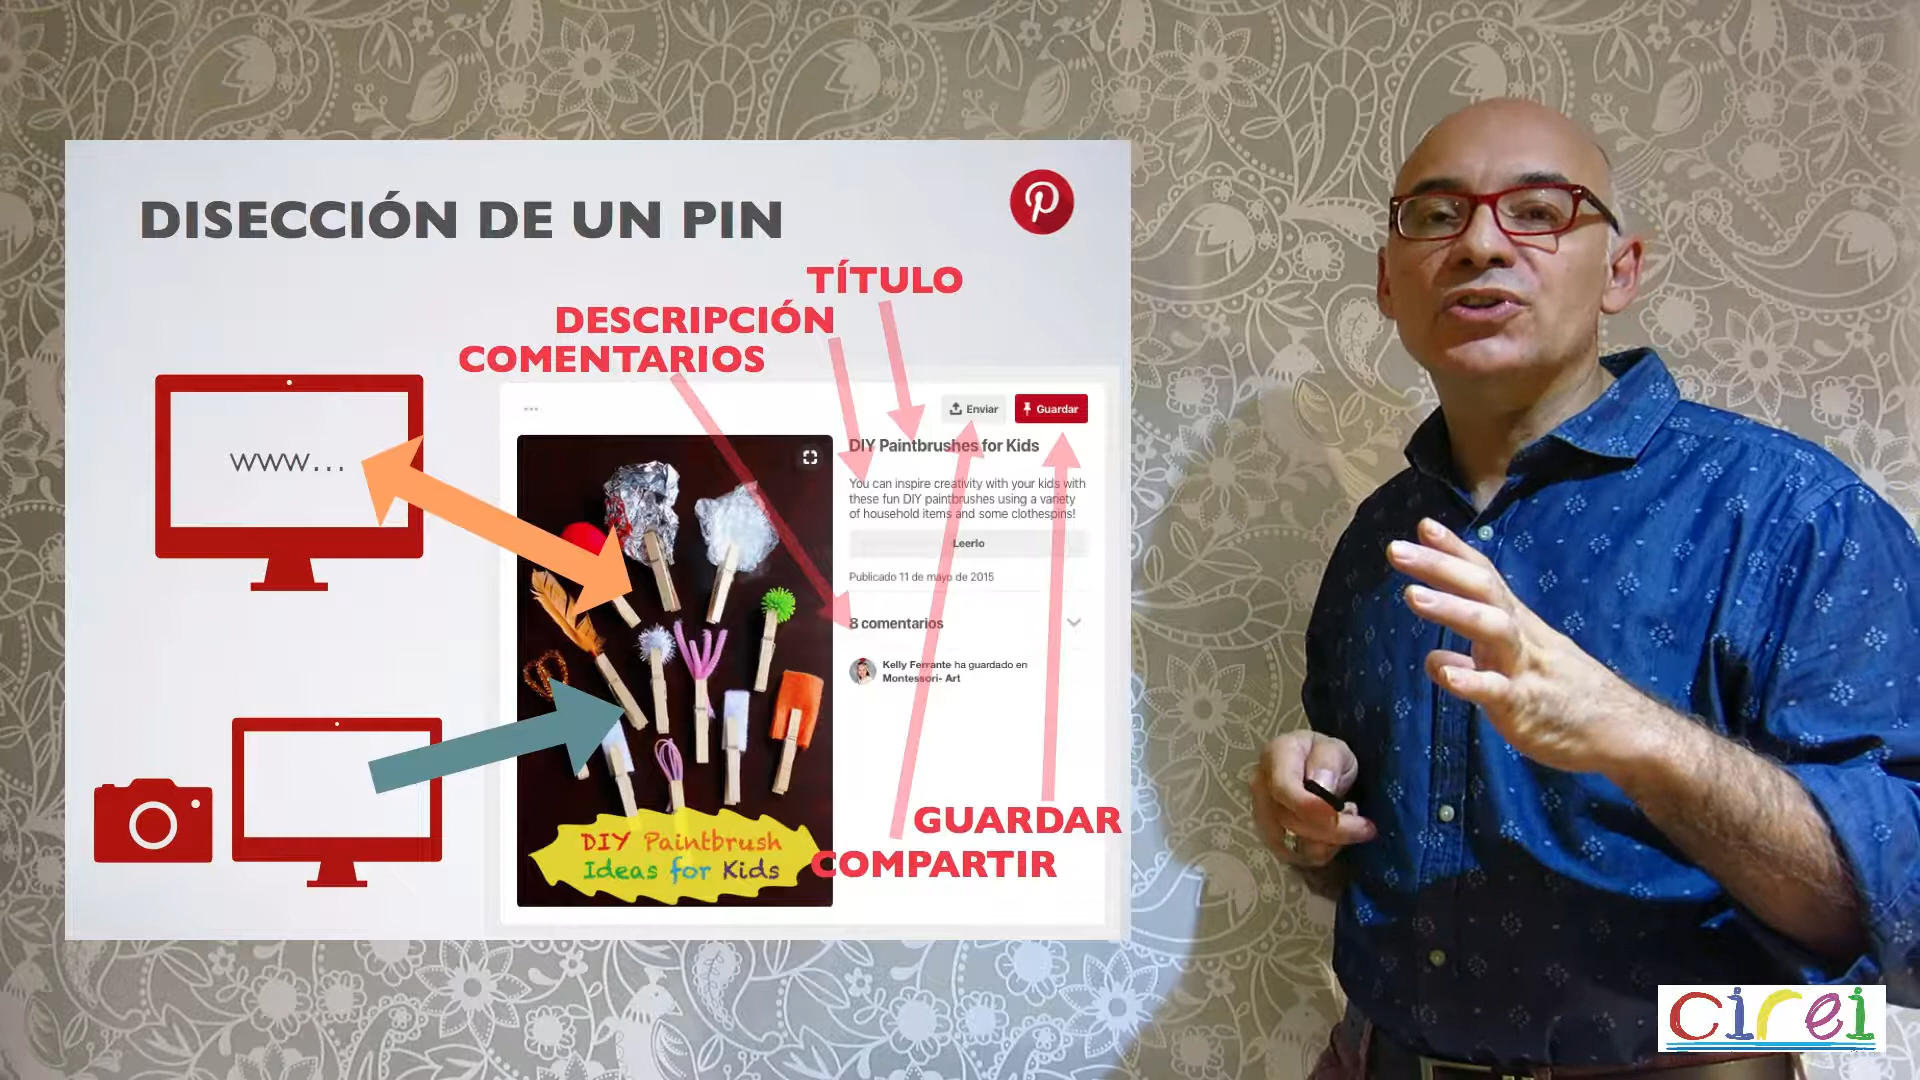 DISECCIÓN DE UN PIN
TÍTULO
DESCRIPCIÓN
COMENTARIOS
Enviar
Guardar
www...
DIY Paintbrushes for Kids
You can inspire creativity with your kids with
these fun DIY paintbrushes using a variety
of household items and some clothespins!
Leerlo
Publicado 11 de mayo de 2015
8 comentarios
Kelly Ferrante ha guardado en
Montessori- Art
DIY Paintbrush
Ideas for Kids
GUARDAR
COMPARTIR
cirei